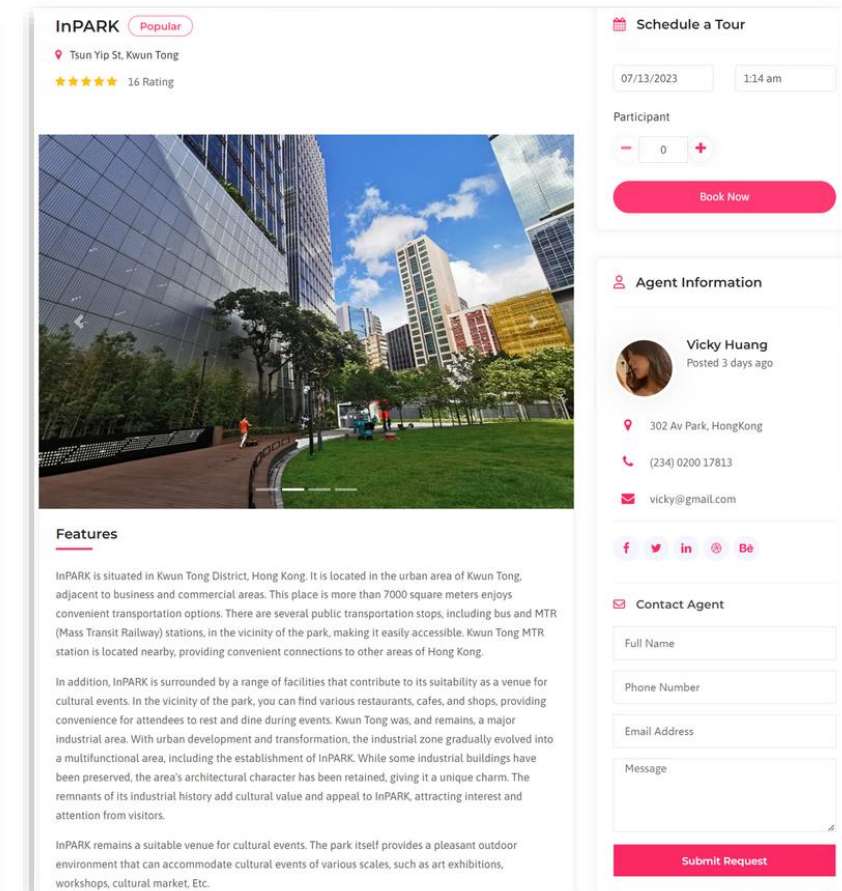 InPARK Popular
Tsun Yip St, Kwun Tong
16 Rating
Features
InPARK is situated in Kwun Tong District, Hong Kong. It is located in the urban area of Kwun Tong,
adjacent to business and commercial areas. This place is more than 7000 square meters enjoys
convenient transportation options. There are several public transportation stops, including bus and MTR
(Mass Transit Railway) stations, in the vicinity of the park, making it easily accessible. Kwun Tong MTR
station is located nearby, providing convenient connections to other areas of Hong Kong.
In addition, InPARK is surrounded by a range of facilities that contribute to its suitability as a venue for
cultural events. In the vicinity of the park, you can find various restaurants, cafes, and shops, providing
convenience for attendees to rest and dine during events. Kwun Tong was, and remains, a major
industrial area. With urban development and transformation, the industrial zone gradually evolved into
a multifunctional area, including the establishment of InPARK. While some industrial buildings have
been preserved, the area's architectural character has been retained, giving it a unique charm. The
remnants of its industrial history add cultural value and appeal to InPARK, attracting interest and
attention from visitors.
InPARK remains a suitable venue for cultural events. The park itself provides a pleasant outdoor
environment that can accommodate cultural events of various scales, such as art exhibitions,
workshops, cultural market, Etc.
Schedule a Tour
07/13/2023 1:14 am
Participant
0
Book Now
Agent Information
Vicky Huang
Posted 3 days ago
302 Av Park, HongKong
(234) 0200 17813
vicky@gmail.com
f in Bē
Contact Agent
Full Name
Phone Number
Email Address
Message
Submit Request